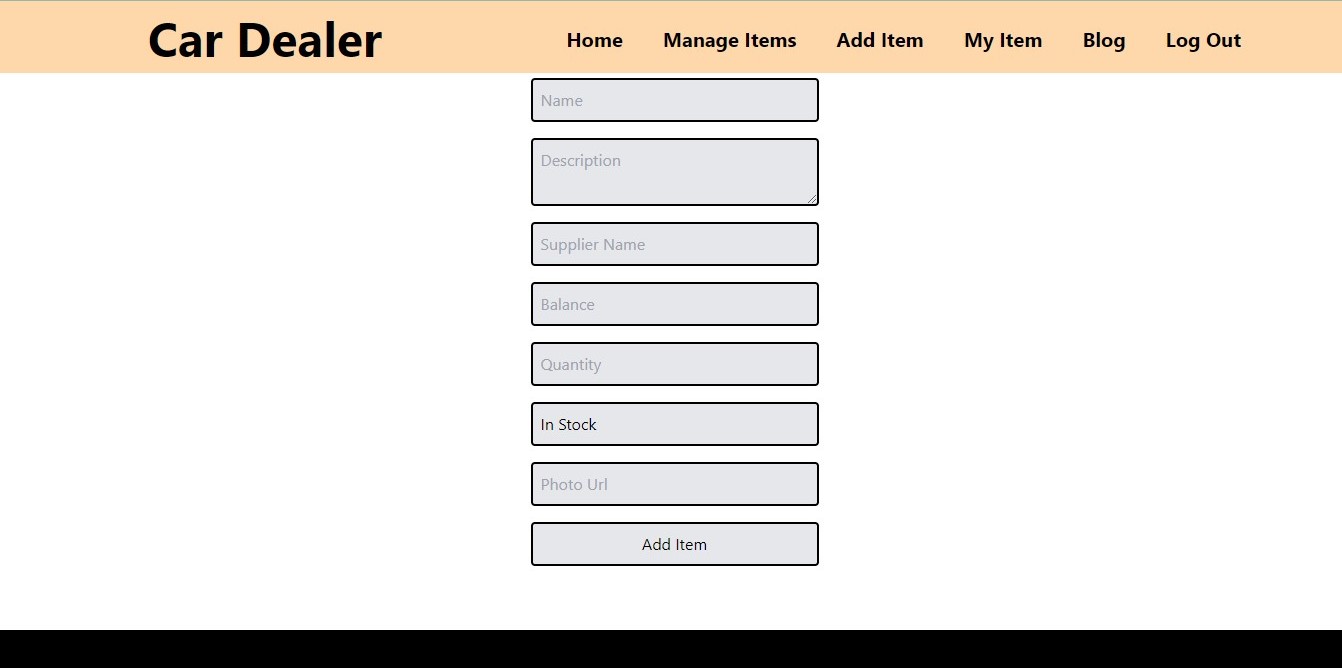 Car Dealer
Home Manage Items Add Item My Item Blog Log Out
Name
Description
Supplier Name
Balance
Quantity
In Stock
Photo Url
Add Item